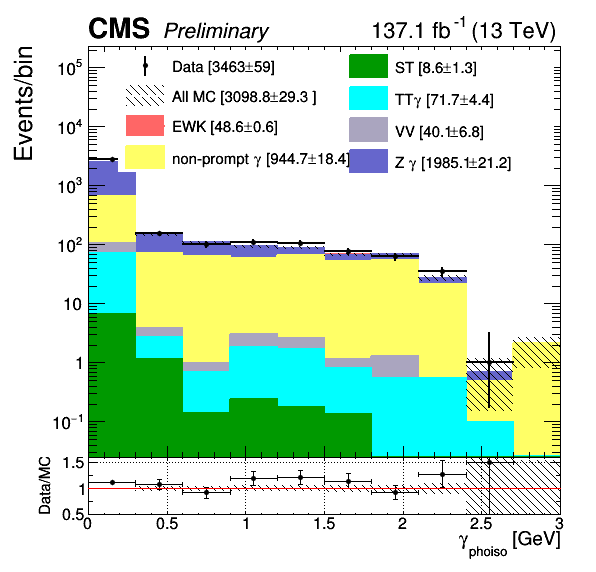 CMS Preliminary 137.1 fb⁻¹ (13 TeV)
Events/bin
Data [3463±59]
All MC [3098.8±29.3 ]
EWK [48.6±0.6]
non-prompt γ [944.7±18.4]
ST [8.6±1.3]
TTγ [71.7±4.4]
VV [40.1±6.8]
Z γ [1985.1±21.2]
10⁵
10⁴
10³
10²
10
1
10⁻¹
Data/MC
1.5
1
0.5
0 0.5 1 1.5 2 2.5 3
γ_phoiso [GeV]